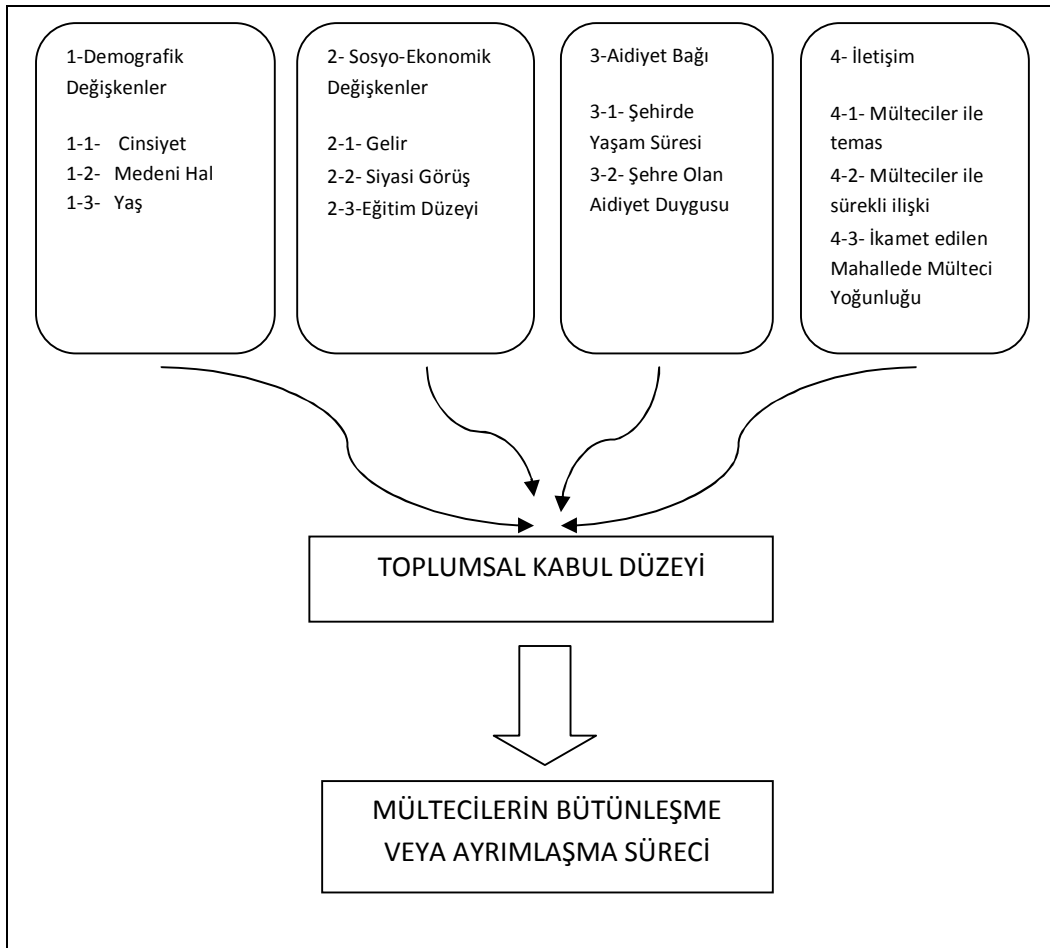 1-Demografik
Değişkenler
1-1- Cinsiyet
1-2- Medeni Hal
1-3- Yaş
2- Sosyo-Ekonomik
Değişkenler
2-1- Gelir
2-2- Siyasi Görüş
2-3-Eğitim Düzeyi
3-Aidiyet Bağı
3-1- Şehirde
Yaşam Süresi
3-2- Şehre Olan
Aidiyet Duygusu
4- İletişim
4-1- Mülteciler ile
temas
4-2- Mülteciler ile
sürekli ilişki
4-3- İkamet edilen
Mahallede Mülteci
Yoğunluğu
TOPLUMSAL KABUL DÜZEYİ
MÜLTECİLERİN BÜTÜNLEŞME
VEYA AYRIMLAŞMA SÜRECİ